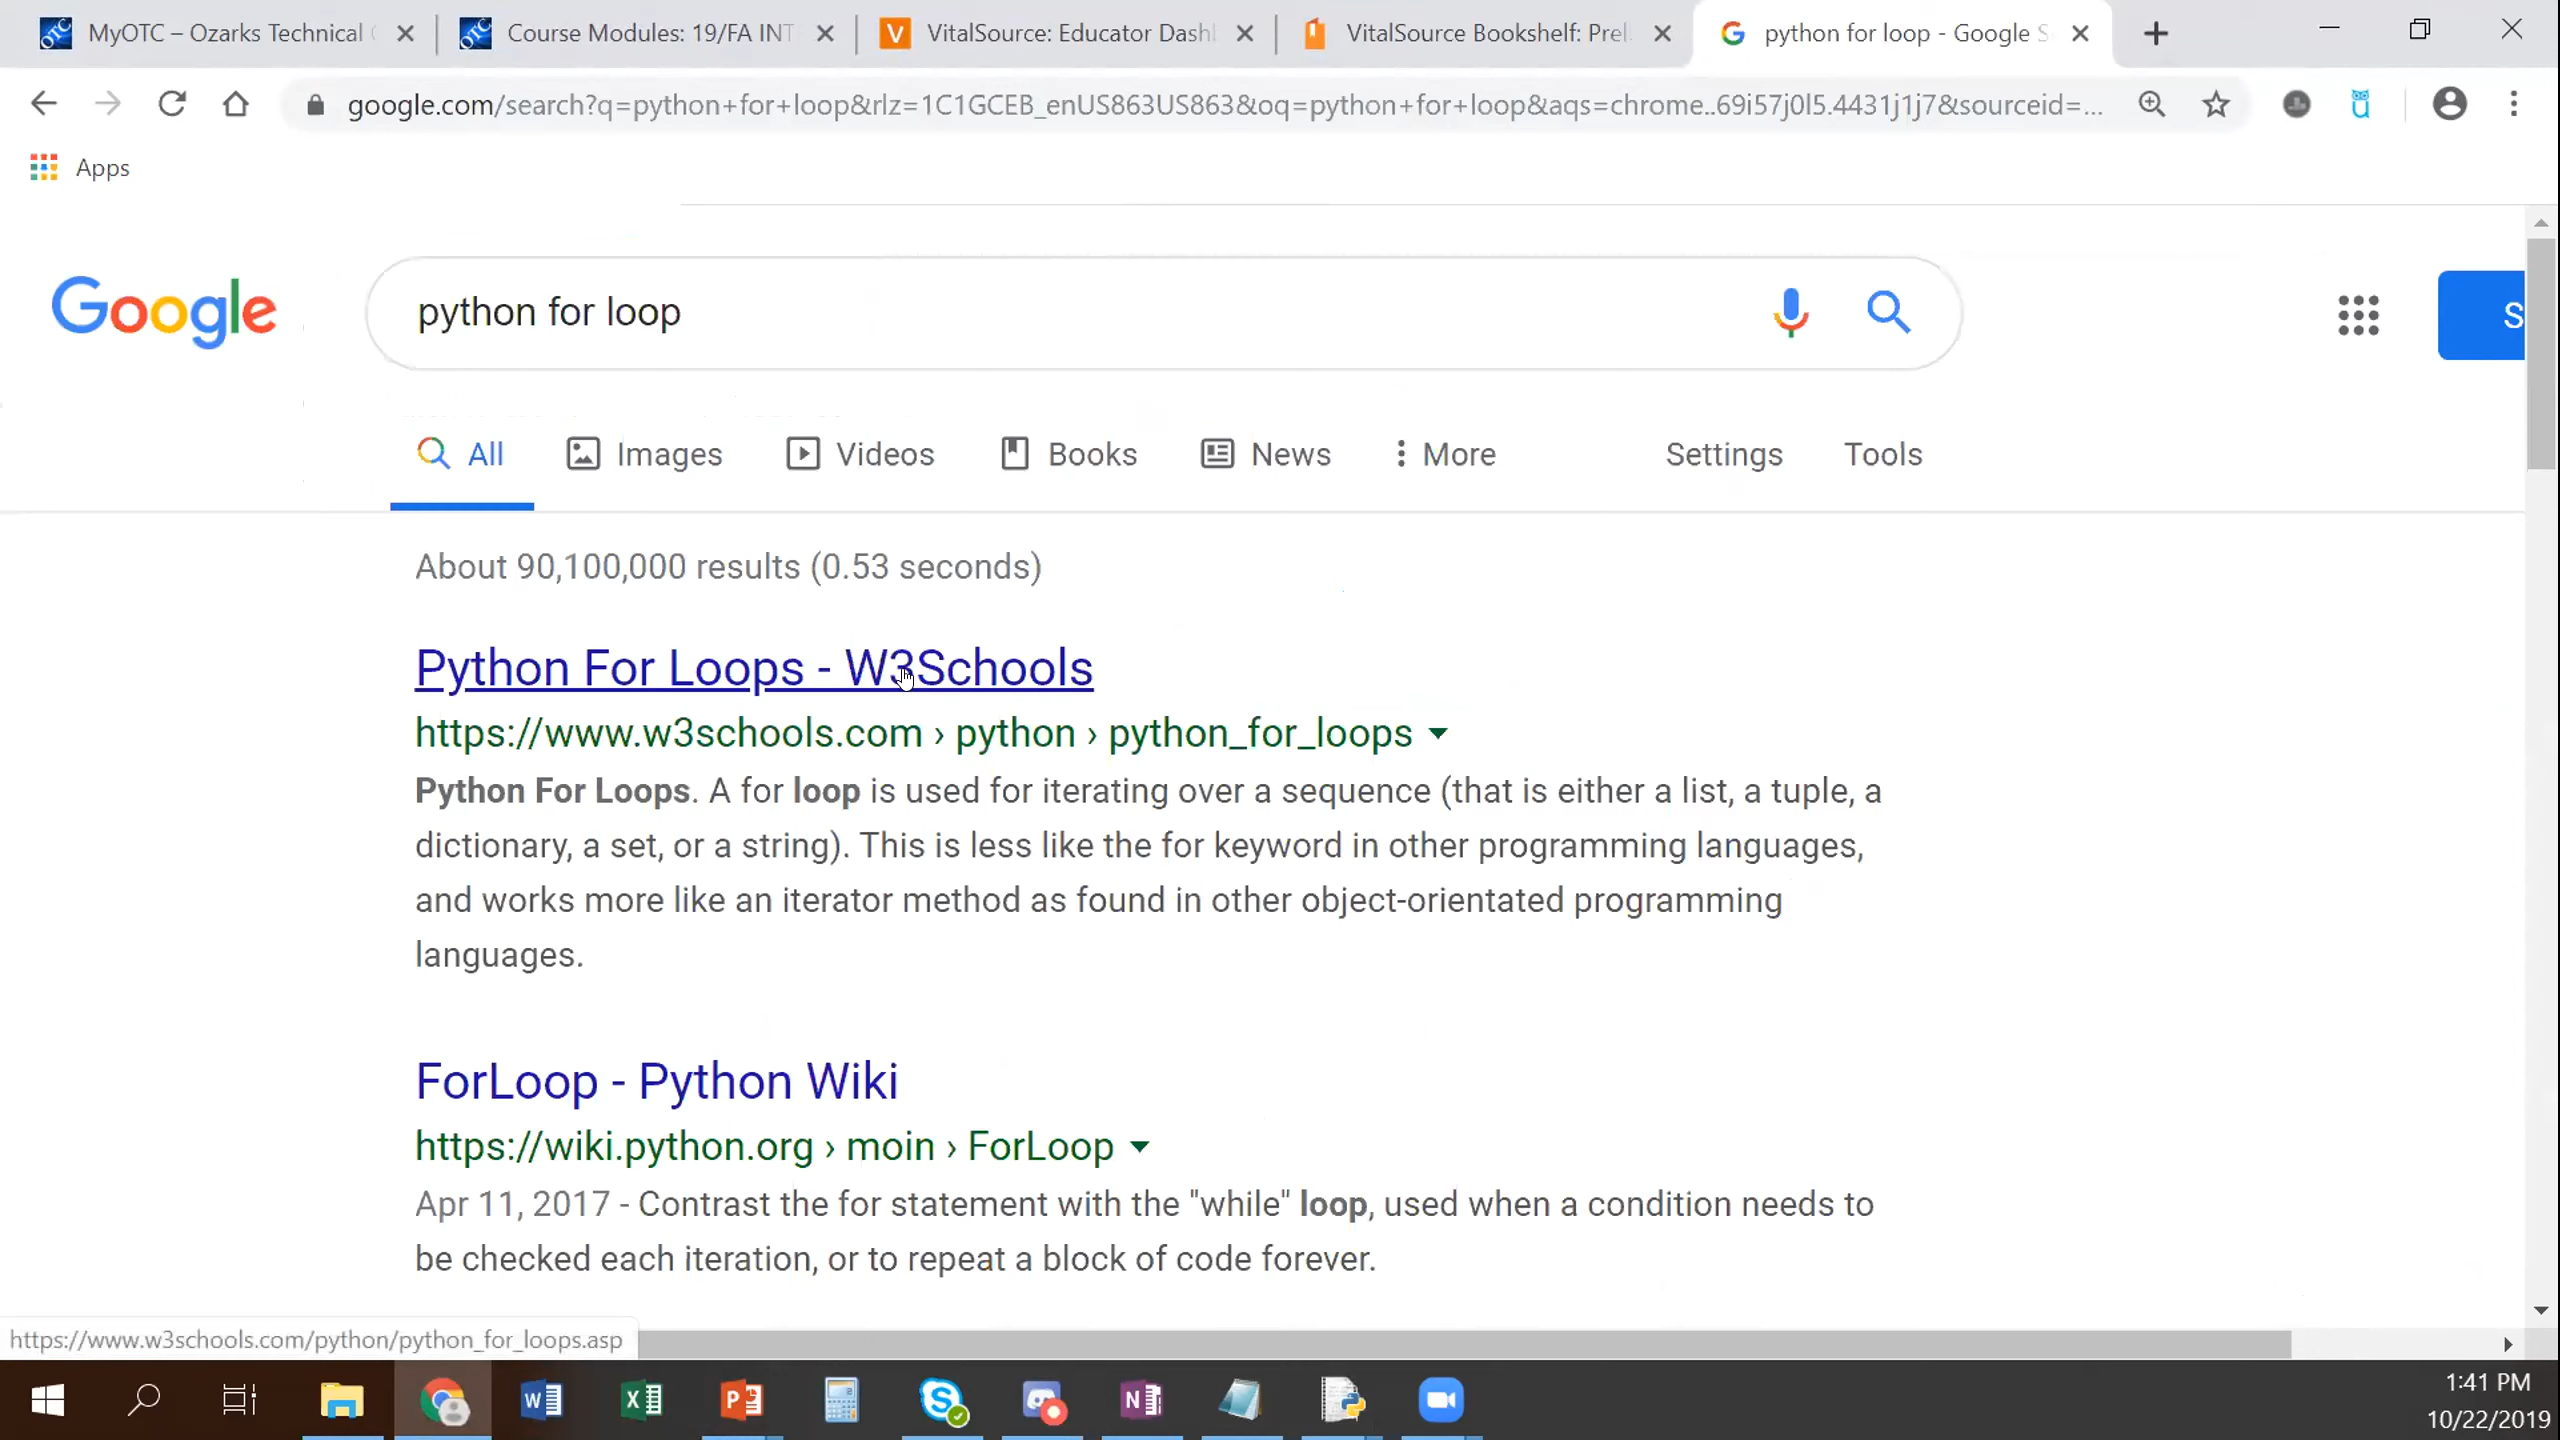 MyOTC – Ozarks Technical
Course Modules: 19/FA INT
VitalSource: Educator Dashl
VitalSource Bookshelf: Prel
python for loop - Google S
google.com/search?q=python+for+loop&rlz=1C1GCEB_enUS863US863&oq=python+for+loop&aqs=chrome..69i57j0l5.4431j1j7&sourceid=...
Apps
Google
python for loop
S
All
Images
Videos
Books
News
More
Settings
Tools
About 90,100,000 results (0.53 seconds)
Python For Loops - W3Schools
https://www.w3schools.com › python › python_for_loops
Python For Loops. A for loop is used for iterating over a sequence (that is either a list, a tuple, a
dictionary, a set, or a string). This is less like the for keyword in other programming languages,
and works more like an iterator method as found in other object-orientated programming
languages.
ForLoop - Python Wiki
https://wiki.python.org › moin › ForLoop
Apr 11, 2017 - Contrast the for statement with the "while" loop, used when a condition needs to
be checked each iteration, or to repeat a block of code forever.
https://www.w3schools.com/python/python_for_loops.asp
1:41 PM
10/22/2019